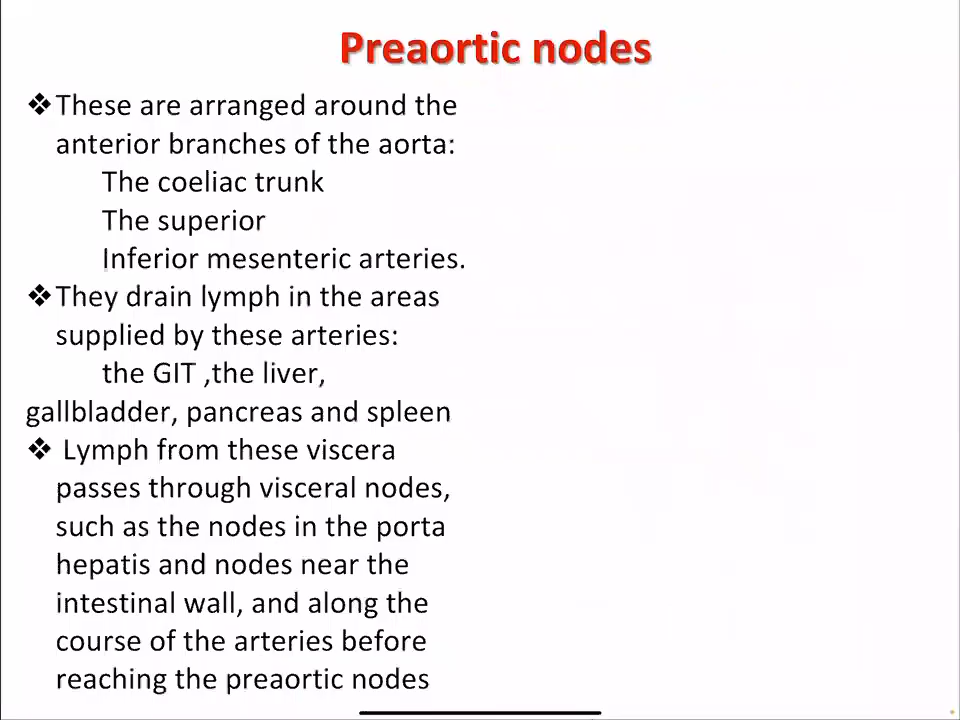 Preaortic nodes
❖These are arranged around the
anterior branches of the aorta:
The coeliac trunk
The superior
Inferior mesenteric arteries.
❖They drain lymph in the areas
supplied by these arteries:
the GIT ,the liver,
gallbladder, pancreas and spleen
❖ Lymph from these viscera
passes through visceral nodes,
such as the nodes in the porta
hepatis and nodes near the
intestinal wall, and along the
course of the arteries before
reaching the preaortic nodes